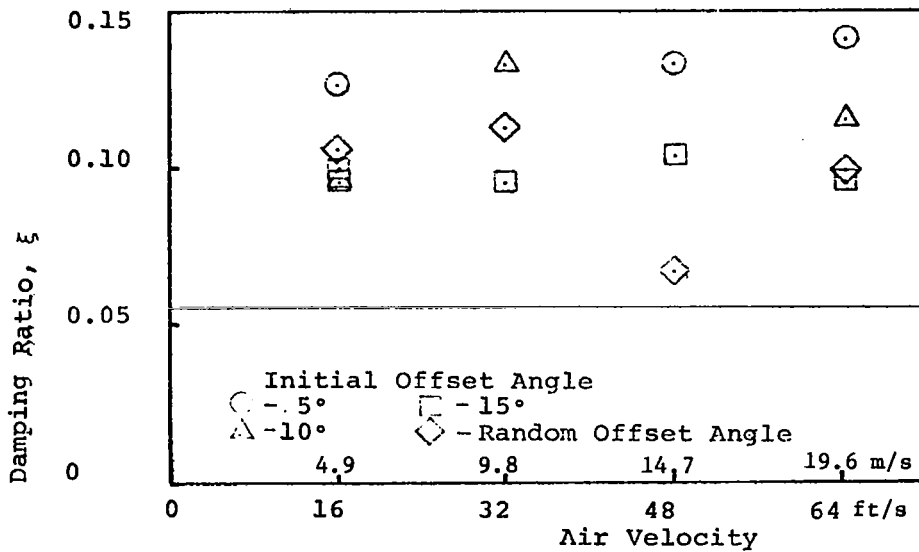 0.15
0.10
0.05
0
Damping Ratio, ξ
Initial Offset Angle
-.5°
-15°
-10°
-Random Offset Angle
4.9 9.8 14.7 19.6 m/s
0 16 32 48 64 ft/s
Air Velocity